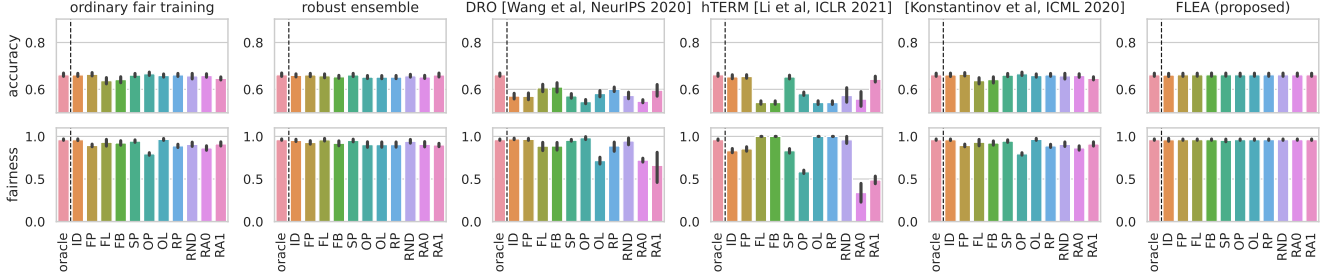 ordinary fair training
robust ensemble
DRO [Wang et al, NeurIPS 2020]
hTERM [Li et al, ICLR 2021]
[Konstantinov et al, ICML 2020]
FLEA (proposed)
accuracy
0.8
0.6
0.8
0.6
0.8
0.6
0.8
0.6
0.8
0.6
0.8
0.6
fairness
1.0
0.5
0.0
1.0
0.5
0.0
1.0
0.5
0.0
1.0
0.5
0.0
1.0
0.5
0.0
1.0
0.5
0.0
oracle ID FP FL FB SP OP OL RP RND RA0 RA1
oracle ID FP FL FB SP OP OL RP RND RA0 RA1
oracle ID FP FL FB SP OP OL RP RND RA0 RA1
oracle ID FP FL FB SP OP OL RP RND RA0 RA1
oracle ID FP FL FB SP OP OL RP RND RA0 RA1
oracle ID FP FL FB SP OP OL RP RND RA0 RA1